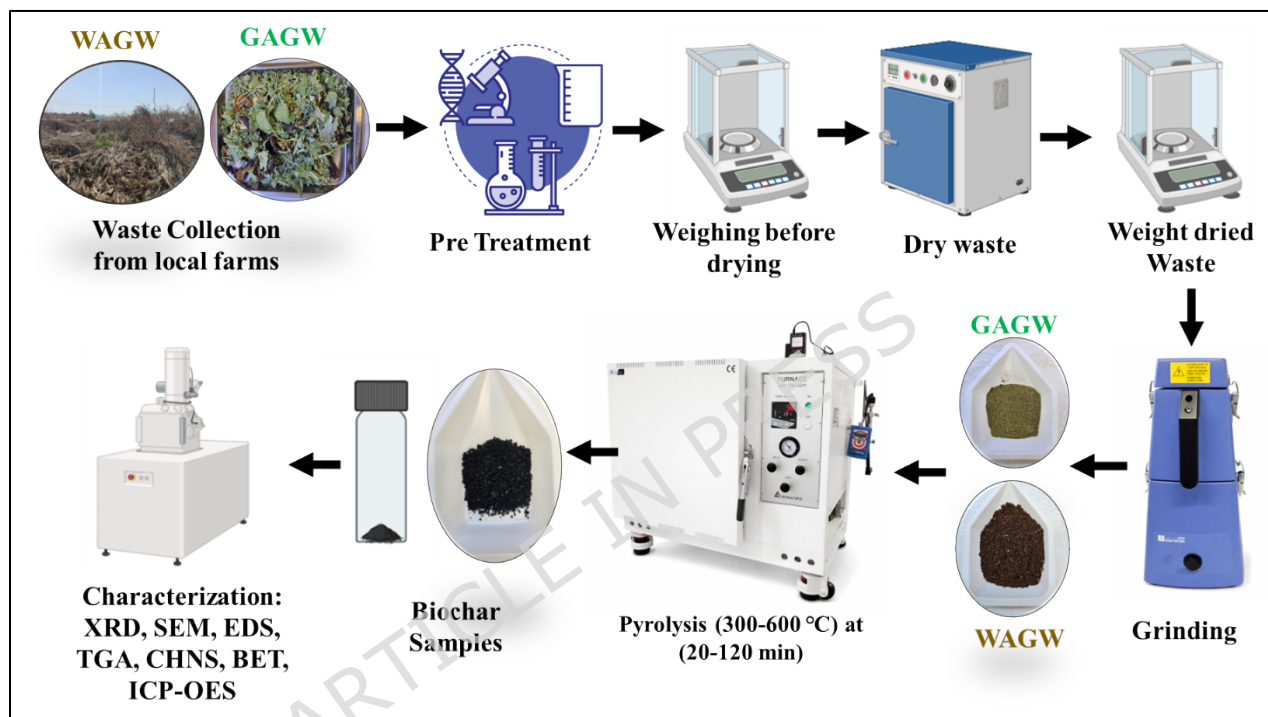 WAGW
GAGW
Waste Collection
from local farms
Pre Treatment
Weighing before
drying
Dry waste
Weight dried
Waste
Grinding
GAGW
WAGW
FURNACE
Pyrolysis (300-600 °C) at
(20-120 min)
Biochar
Samples
Characterization:
XRD, SEM, EDS,
TGA, CHNS, BET,
ICP-OES
ARTICLE IN PRESS